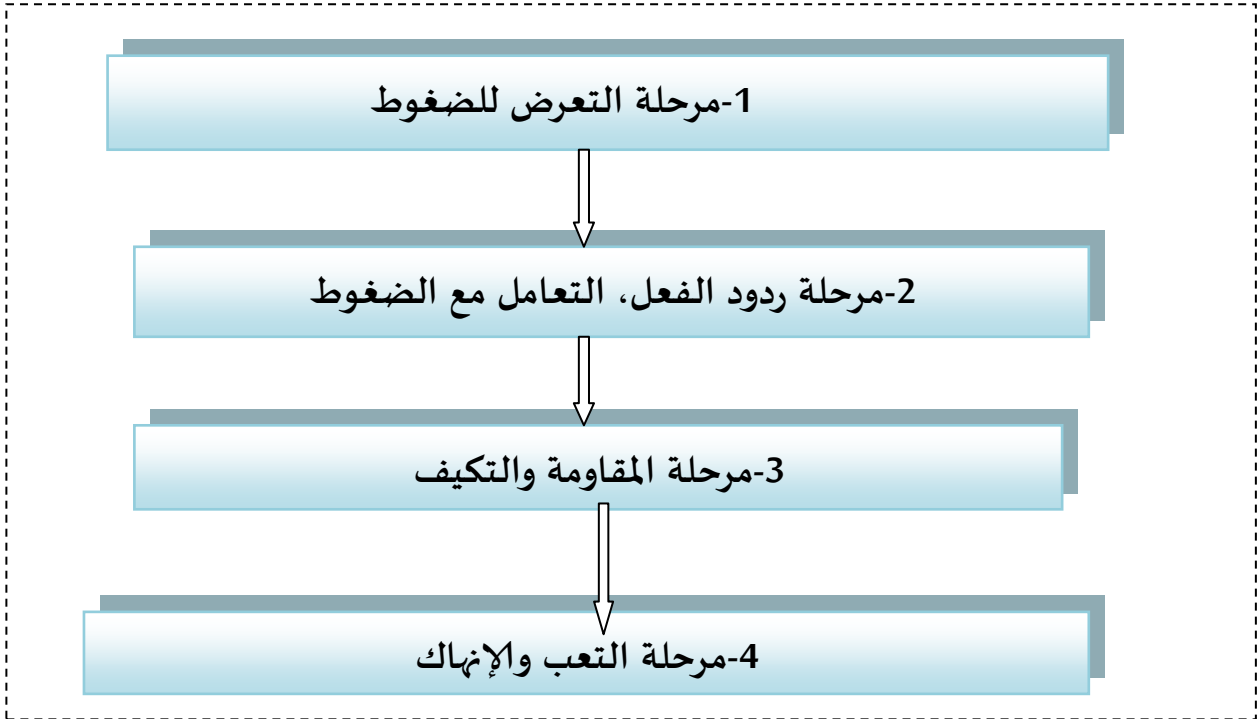 1-مرحلة التعرض للضغوط
2-مرحلة ردود الفعل، التعامل مع الضغوط
3-مرحلة المقاومة والتكيف
4-مرحلة التعب والإنهاك